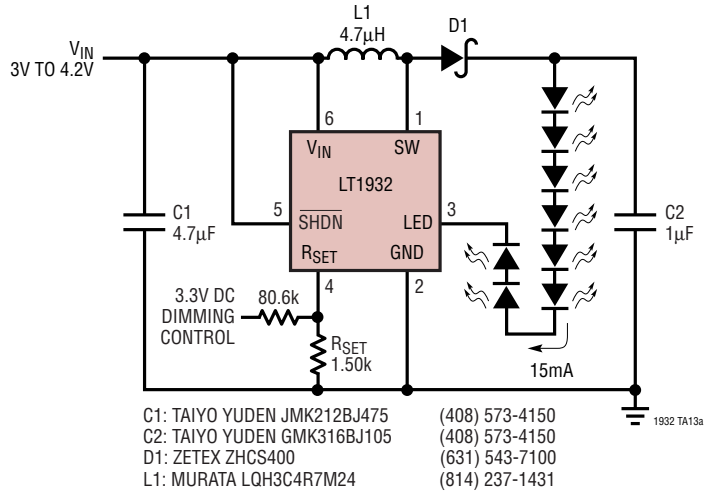 L1
4.7μH
D1
VIN
3V TO 4.2V
6
1
VIN
SW
LT1932
C1
4.7μF
5
SHDN
LED
3
C2
1μF
RSET
GND
4
2
3.3V DC
DIMMING
CONTROL
80.6k
RSET
1.50k
15mA
C1: TAIYO YUDEN JMK212BJ475 (408) 573-4150
C2: TAIYO YUDEN GMK316BJ105 (408) 573-4150
D1: ZETEX ZHCS400 (631) 543-7100
L1: MURATA LQH3C4R7M24 (814) 237-1431
1932 TA13a